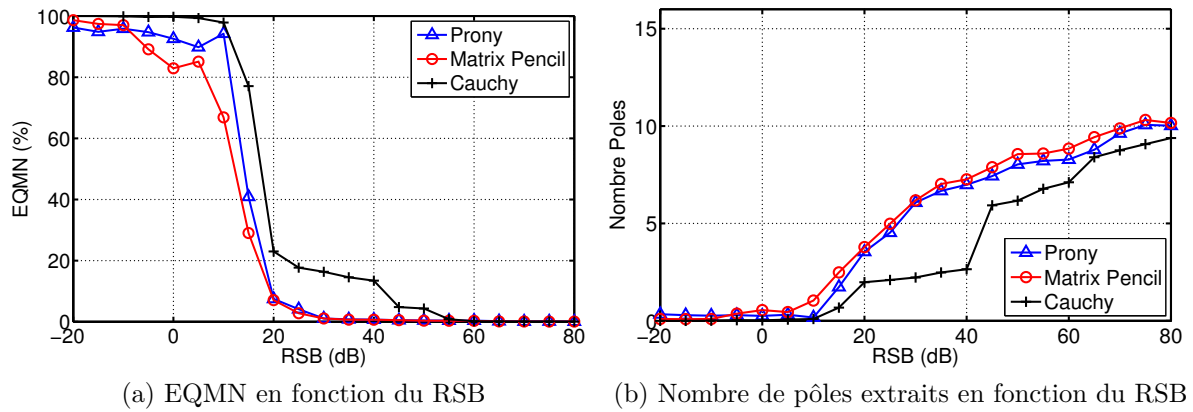 100
80
60
40
20
0
EQMN (%)
−20
0
20
40
60
80
RSB (dB)
Prony
Matrix Pencil
Cauchy
(a) EQMN en fonction du RSB
15
10
5
0
Nombre Poles
−20
0
20
40
60
80
RSB (dB)
Prony
Matrix Pencil
Cauchy
(b) Nombre de pôles extraits en fonction du RSB